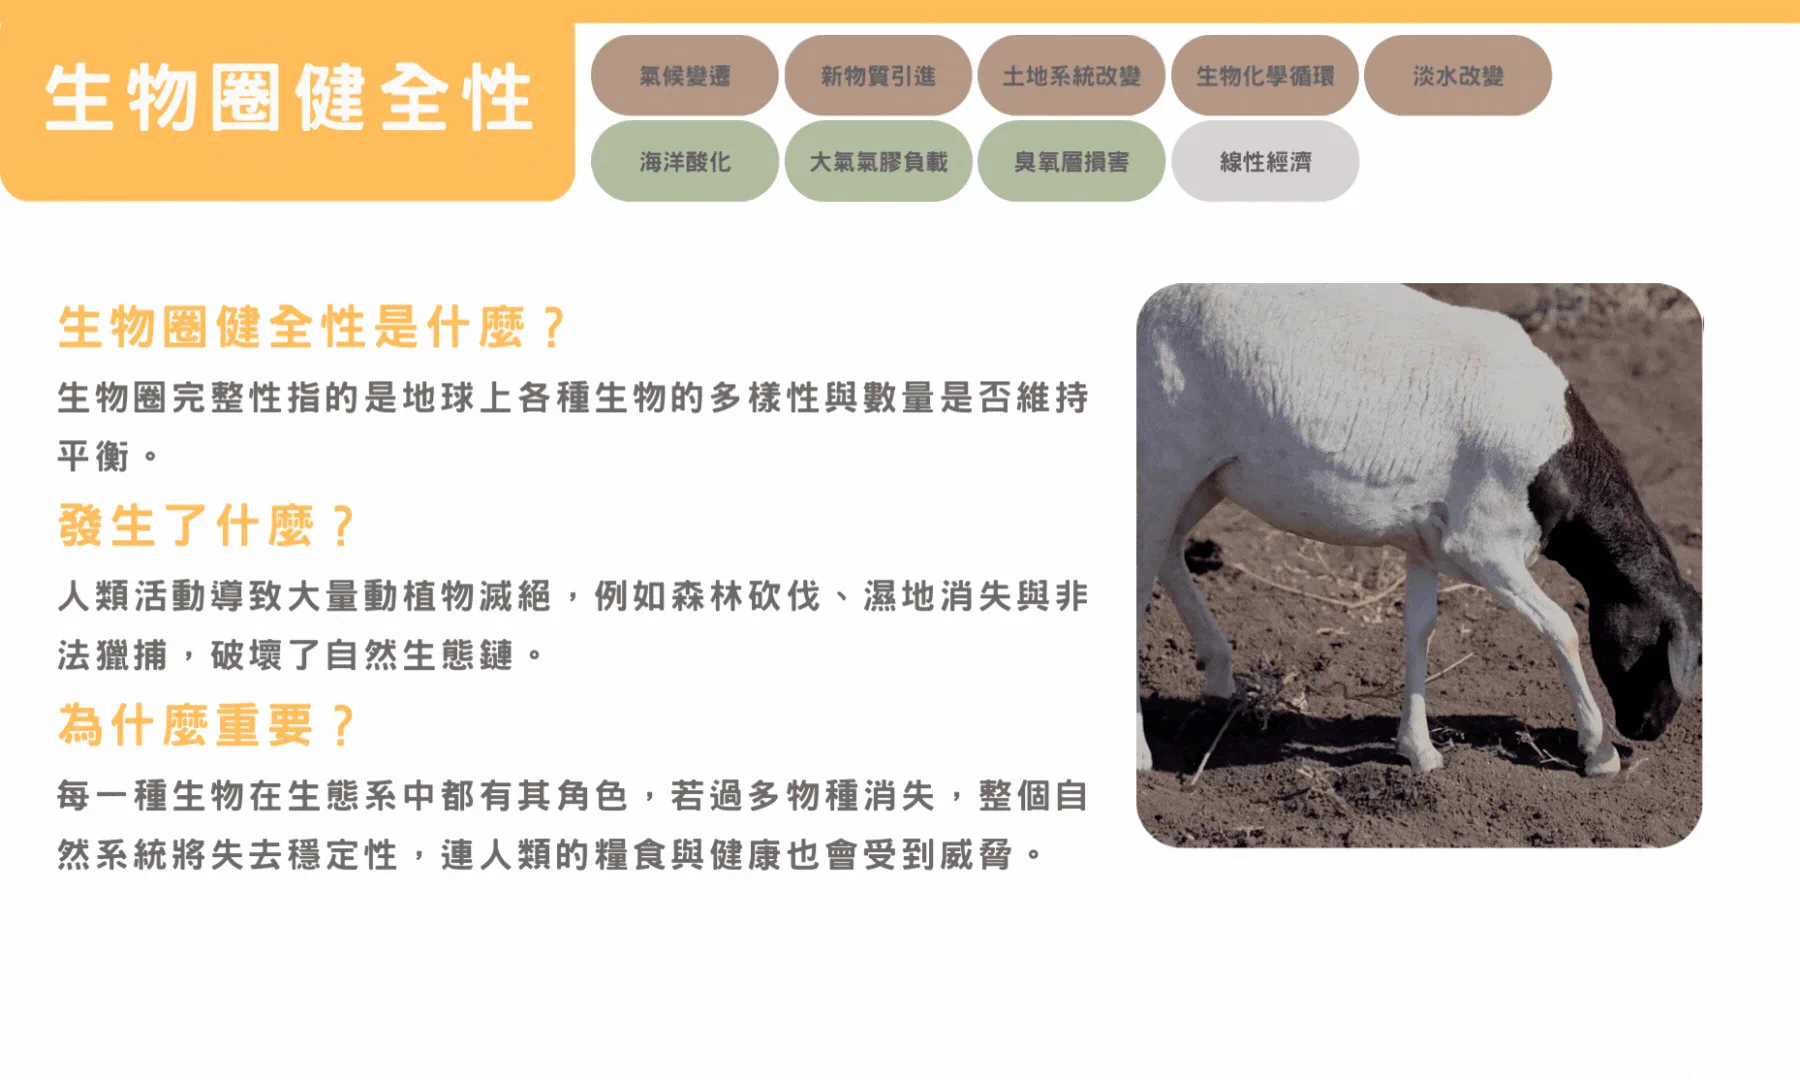 生物圈健全性
氣候變遷
新物質引進
土地系統改變
生物化學循環
淡水改變
海洋酸化
大氣氣膠負載
臭氧層損害
線性經濟
生物圈健全性是什麼？
生物圈完整性指的是地球上各種生物的多樣性與數量是否維持
平衡。
發生了什麼？
人類活動導致大量動植物滅絕，例如森林砍伐、濕地消失與非
法獵捕，破壞了自然生態鏈。
為什麼重要？
每一種生物在生態系中都有其角色，若過多物種消失，整個自
然系統將失去穩定性，連人類的糧食與健康也會受到威脅。